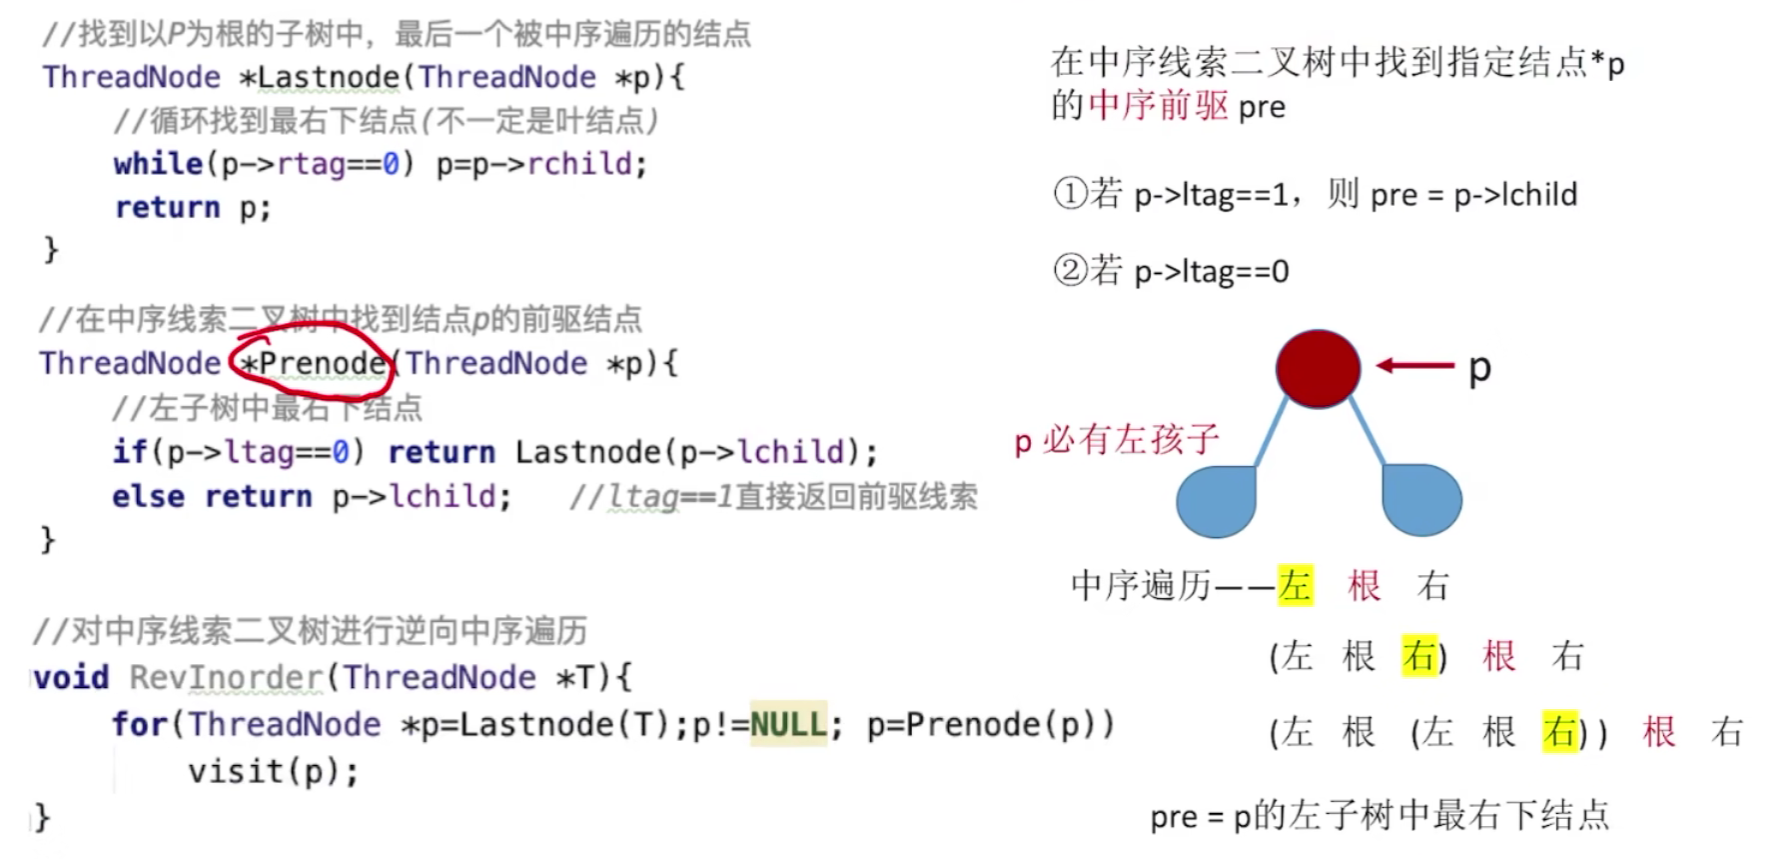 //找到以P为根的子树中，最后一个被中序遍历的结点
ThreadNode *Lastnode(ThreadNode *p){
//循环找到最右下结点(不一定是叶结点)
while(p->rtag==0) p=p->rchild;
return p;
}
//在中序线索二叉树中找到结点p的前驱结点
ThreadNode *Prenode(ThreadNode *p){
//左子树中最右下结点
if(p->ltag==0) return Lastnode(p->lchild);
else return p->lchild; //ltag==1直接返回前驱线索
}
//对中序线索二叉树进行逆向中序遍历
void RevInorder(ThreadNode *T){
for(ThreadNode *p=Lastnode(T);p!=NULL; p=Prenode(p))
visit(p);
}
在中序线索二叉树中找到指定结点*p
的中序前驱 pre
①若 p->ltag==1，则 pre = p->lchild
②若 p->ltag==0
p
p 必有左孩子
中序遍历——左 根 右
(左 根 右) 根 右
(左 根 (左 根 右)) 根 右
pre = p的左子树中最右下结点